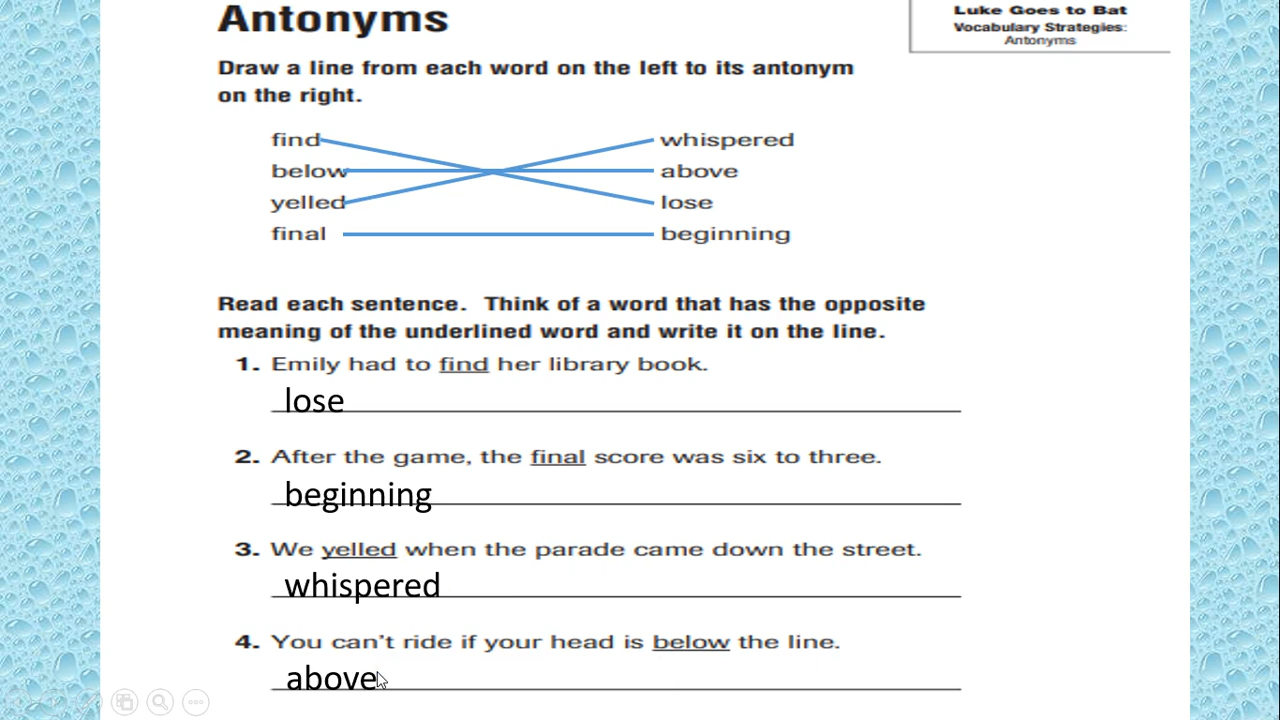 Antonyms
Luke Goes to Bat
Vocabulary Strategies:
Antonyms
Draw a line from each word on the left to its antonym
on the right.
find whispered
below above
yelled lose
final beginning
Read each sentence. Think of a word that has the opposite
meaning of the underlined word and write it on the line.
1. Emily had to find her library book.
lose
2. After the game, the final score was six to three.
beginning
3. We yelled when the parade came down the street.
whispered
4. You can't ride if your head is below the line.
above